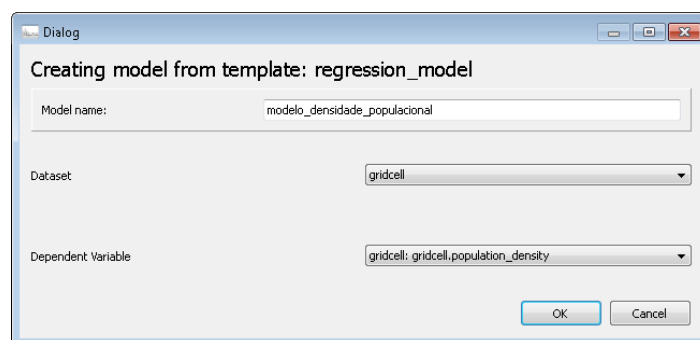 Dialog
Creating model from template: regression_model
Model name: modelo_densidade_populacional
Dataset gridcell
Dependent Variable gridcell: gridcell.population_density
OK Cancel